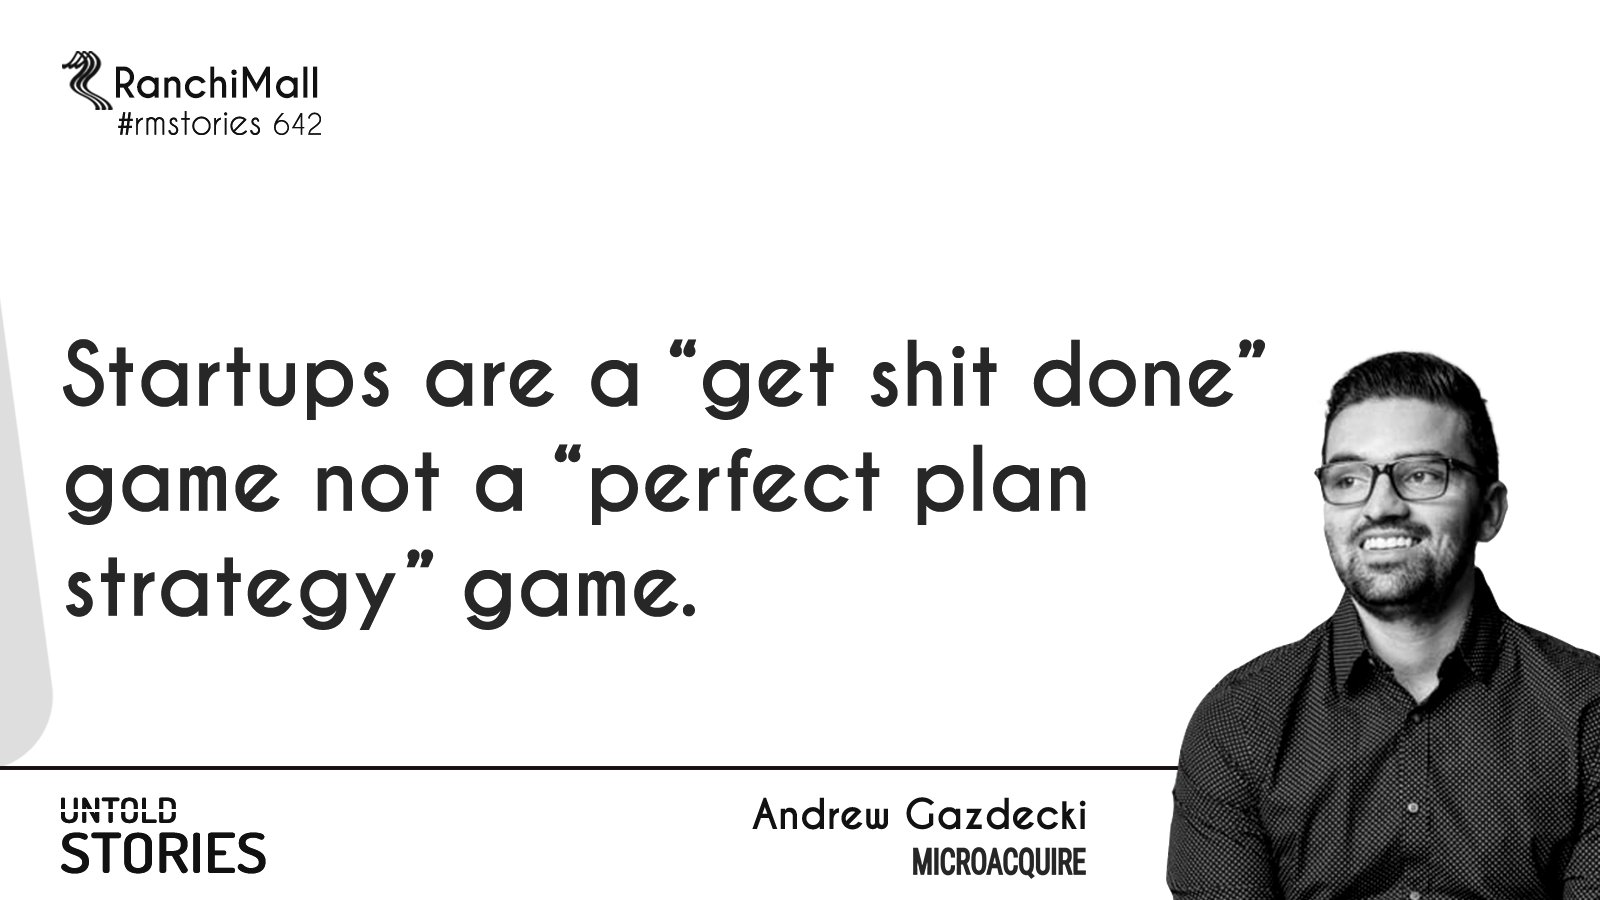 RanchiMall
#rmstories 642
Startups are a “get shit done”
game not a “perfect plan
strategy” game.
UNTOLD
STORIES
Andrew Gazdecki
MICROACQUIRE